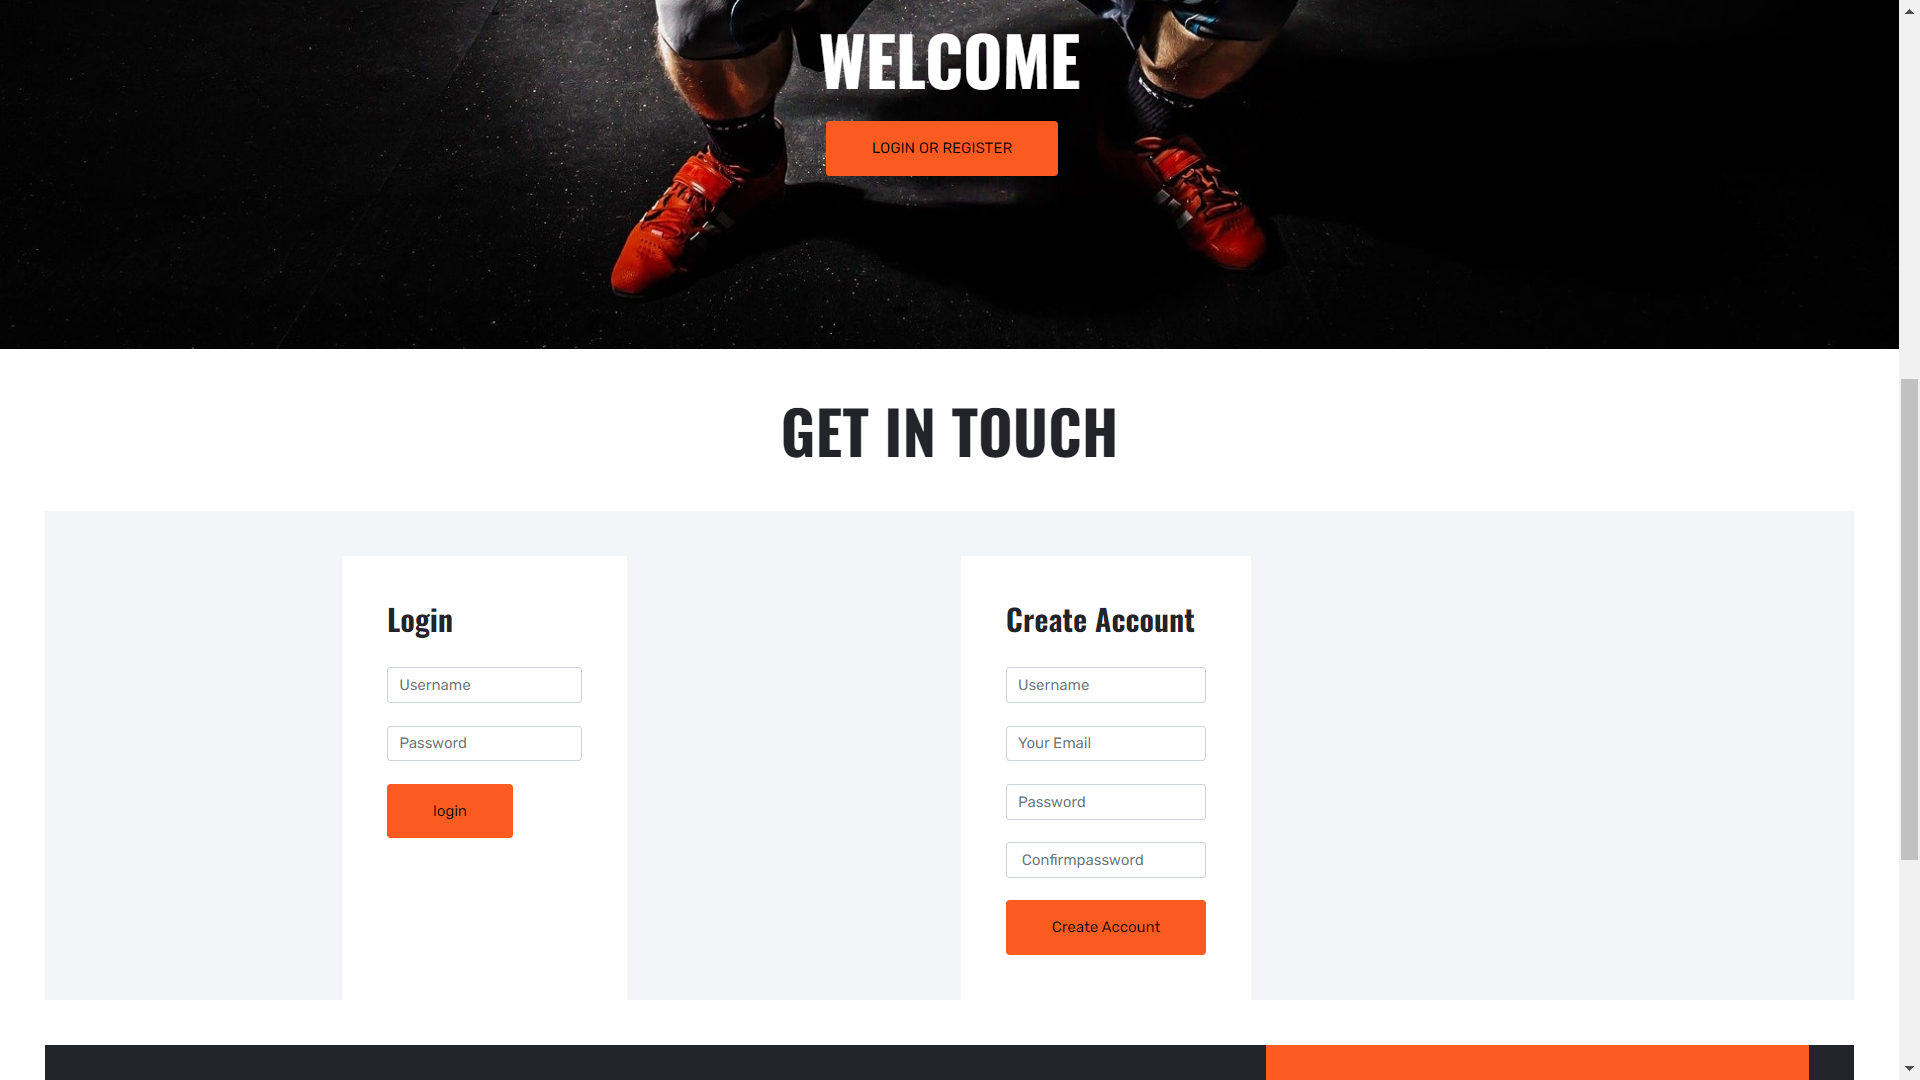 WELCOME
LOGIN OR REGISTER
GET IN TOUCH
Login
Username
Password
login
Create Account
Username
Your Email
Password
Confirmpassword
Create Account